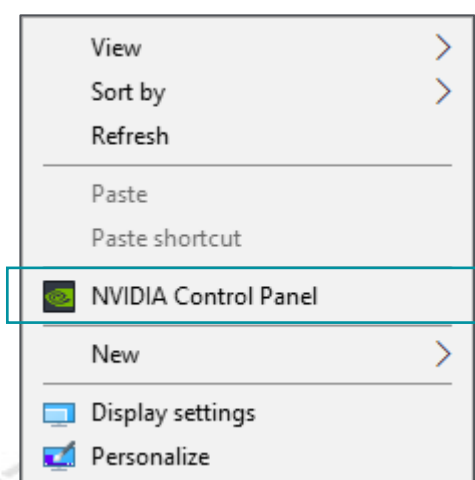 View
Sort by
Refresh
Paste
Paste shortcut
NVIDIA Control Panel
New
Display settings
Personalize